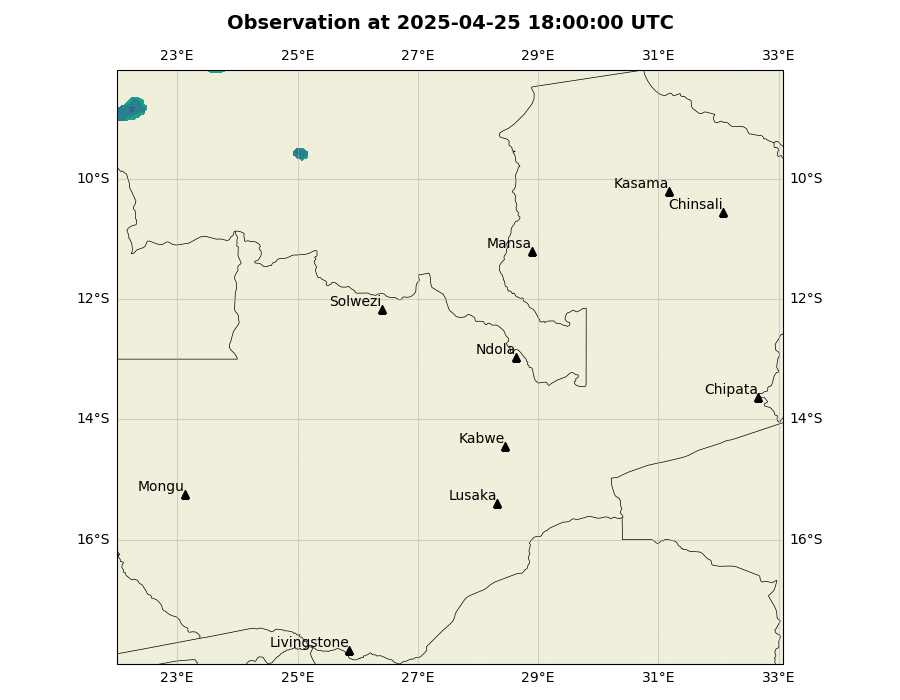 Observation at 2025-04-25 18:00:00 UTC
23°E 25°E 27°E 29°E 31°E 33°E
10°S 10°S
Kasama
Chinsali
Mansa
12°S 12°S
Solwezi
Ndola
Chipata
14°S 14°S
Kabwe
Mongu
Lusaka
16°S 16°S
Livingstone
23°E 25°E 27°E 29°E 31°E 33°E